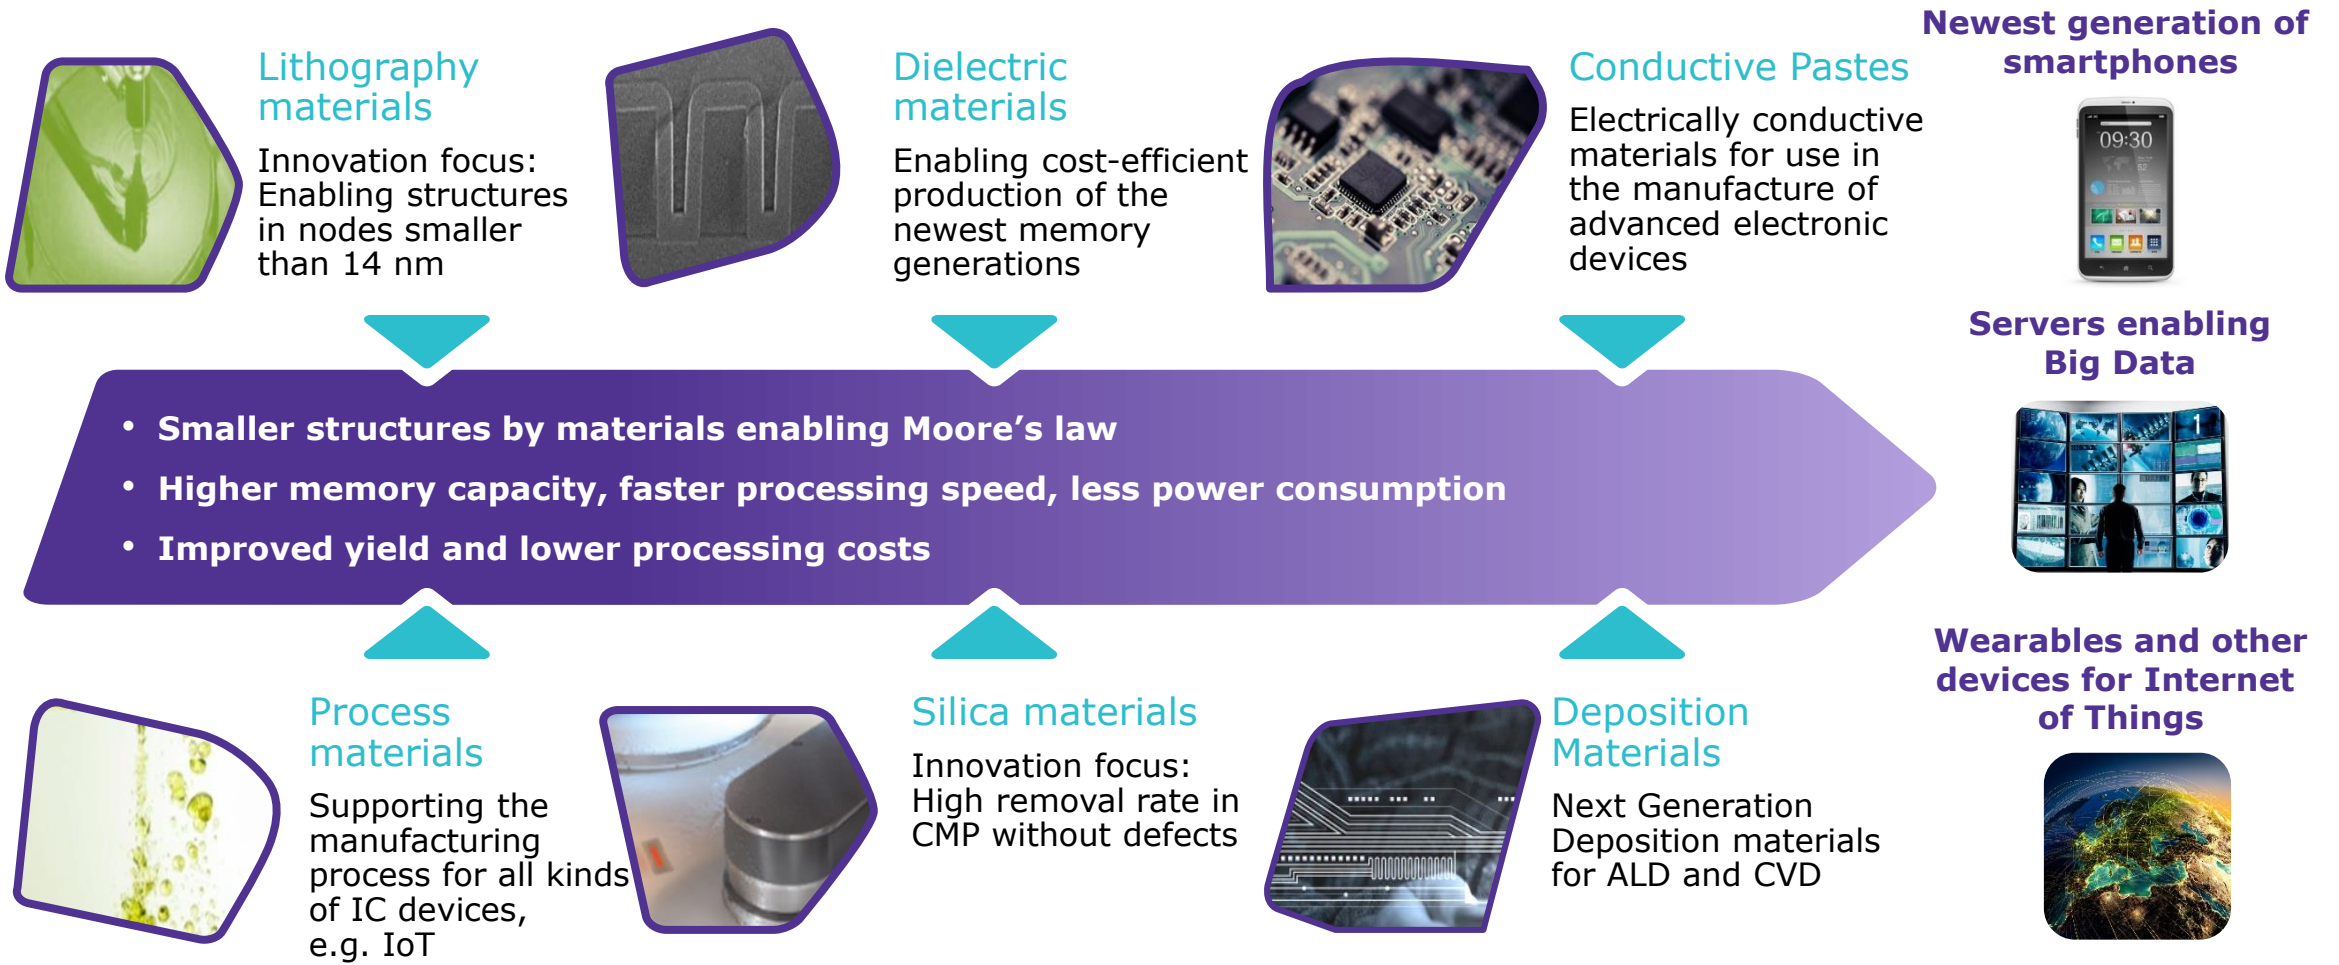 Lithography
materials
Innovation focus:
Enabling structures
in nodes smaller
than 14 nm
Dielectric
materials
Enabling cost-efficient
production of the
newest memory
generations
Conductive Pastes
Electrically conductive
materials for use in
the manufacture of
advanced electronic
devices
Newest generation of
smartphones
09:30
Servers enabling
Big Data
1
Wearables and other
devices for Internet
of Things
• Smaller structures by materials enabling Moore’s law
• Higher memory capacity, faster processing speed, less power consumption
• Improved yield and lower processing costs
Process
materials
Supporting the
manufacturing
process for all kinds
of IC devices,
e.g. IoT
Silica materials
Innovation focus:
High removal rate in
CMP without defects
Deposition
Materials
Next Generation
Deposition materials
for ALD and CVD